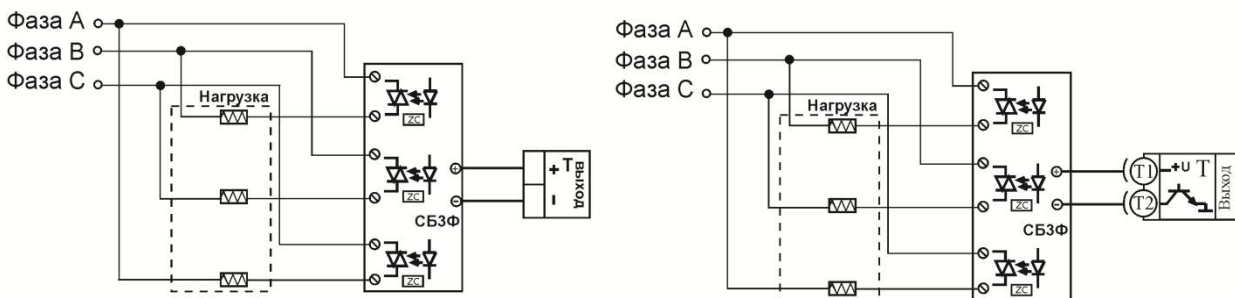 Фаза А
Фаза В
Фаза С
Нагрузка
ZC
ZC
+ Т
-
ВЫХОД
СБ3Ф
ZC
Фаза А
Фаза В
Фаза С
Нагрузка
ZC
ZC
T1
+U T
T2
Выход
СБ3Ф
ZC